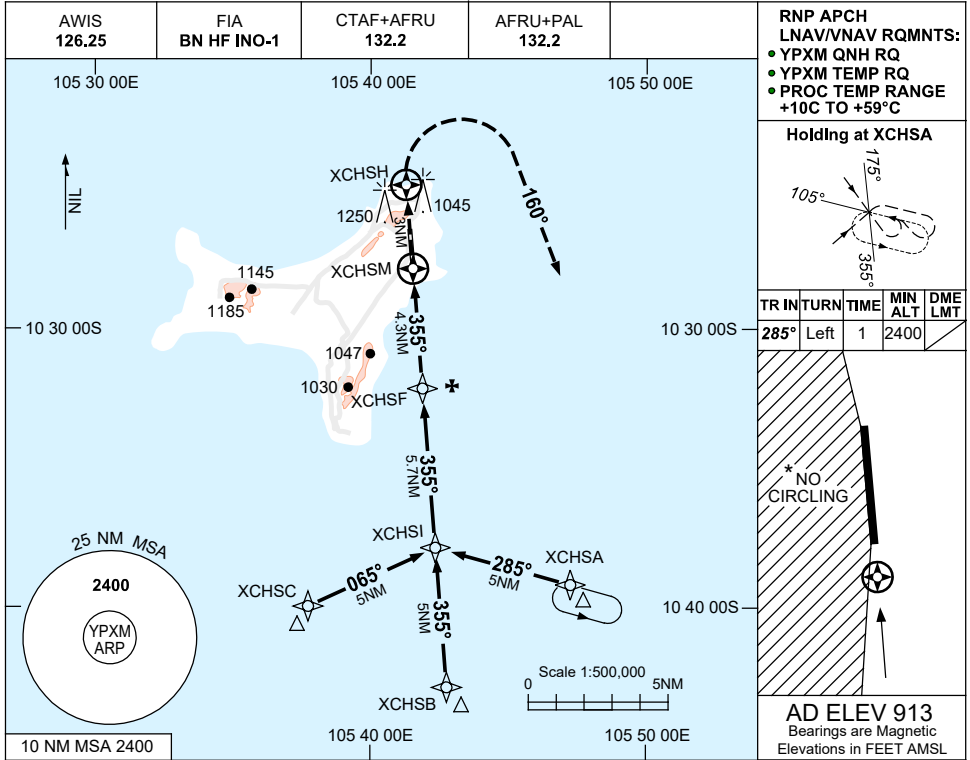 AWIS
126.25
FIA
BN HF INO-1
CTAF+AFRU
132.2
AFRU+PAL
132.2
RNP APCH
LNAV/VNAV RQMNTS:
YPXM QNH RQ
YPXM TEMP RQ
PROC TEMP RANGE
+10C TO +59°C
105 30 00E
105 40 00E
105 50 00E
NIL
XCHSH
1250
1045
3NM
160°
XCHSM
1145
1185
10 30 00S
10 30 00S
355°
4.3NM
1047
1030
XCHSF
355°
5.7NM
XCHSI
XCHSA
285°
5NM
XCHSC
065°
5NM
355°
5NM
10 40 00S
XCHSB
25 NM MSA
2400
YPXM
ARP
10 NM MSA 2400
Scale 1:500,000
0
5NM
105 40 00E
105 50 00E
Holding at XCHSA
175°
105°
355°
TR IN
TURN
TIME
MIN
ALT
DME
LMT
285°
Left
1
2400
* NO
CIRCLING
AD ELEV 913
Bearings are Magnetic
Elevations in FEET AMSL